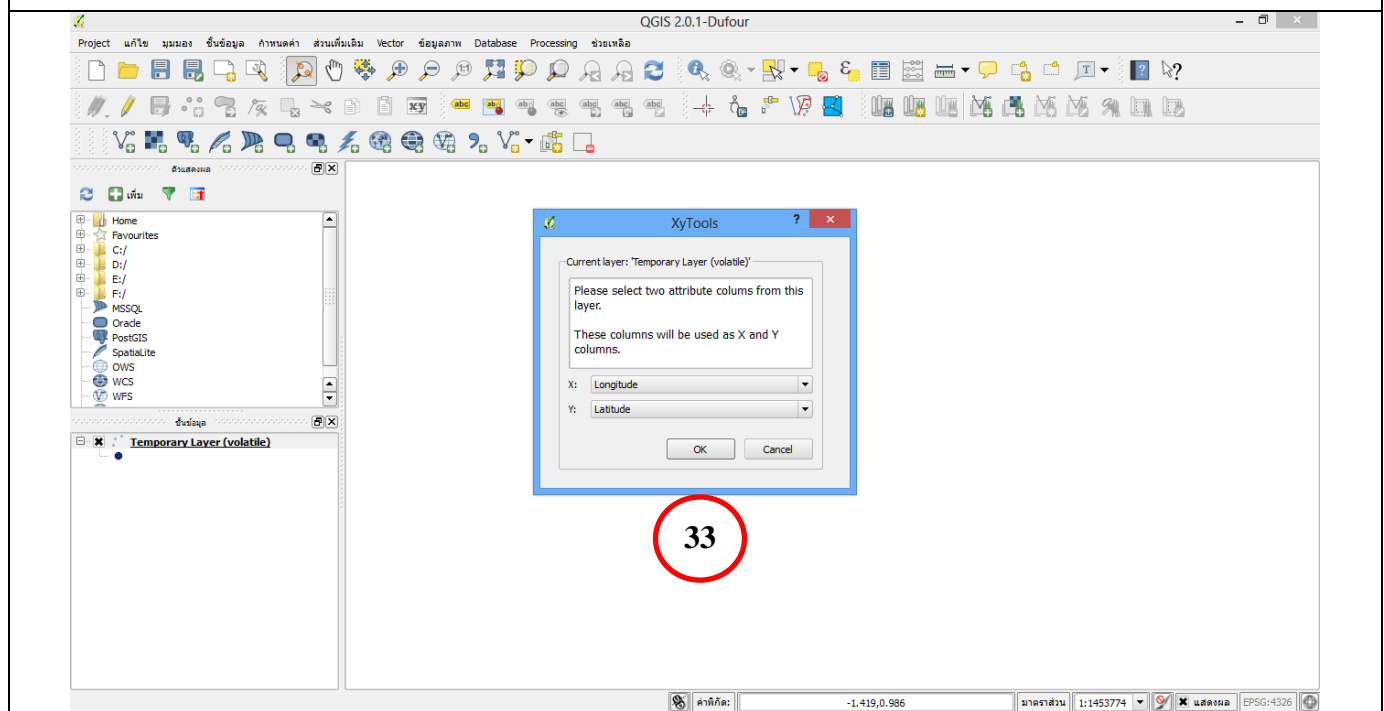 QGIS 2.0.1-Dufour
Project แก้ไข มุมมอง ชั้นข้อมูล กำหนดค่า ส่วนเพิ่มเติม Vector ข้อมูลภาพ Database Processing ช่วยเหลือ
ตัวแสดงผล
เพิ่ม
Home
Favourites
C:/
D:/
E:/
F:/
MSSQL
Oracle
PostGIS
SpatiaLite
OWS
WCS
WFS
ชั้นข้อมูล
Temporary Layer (volatile)
XyTools
Current layer: 'Temporary Layer (volatile)'
Please select two attribute colums from this
layer.
These columns will be used as X and Y
columns.
X: Longitude
Y: Latitude
OK Cancel
33
ค่าพิกัด: -1.419,0.986 มาตราส่วน 1:1453774 แสดงผล EPSG:4326